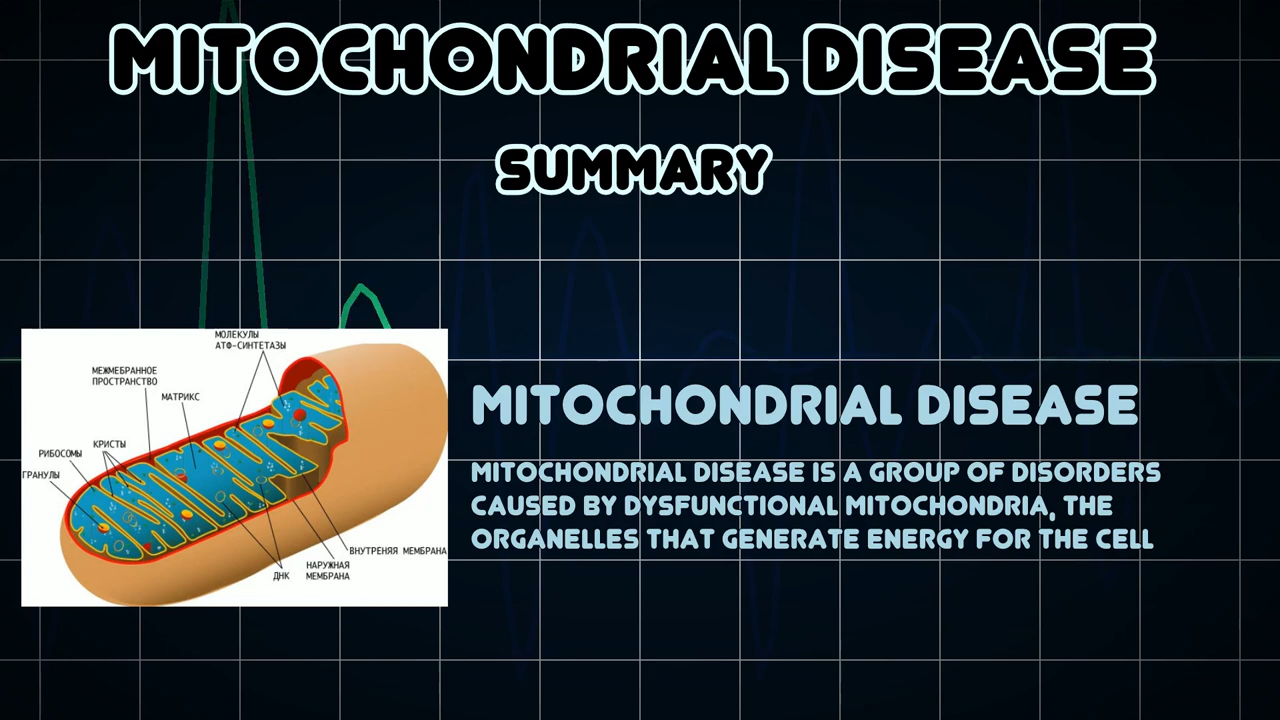 MITOCHONDRIAL DISEASE
SUMMARY
МОЛЕКУЛЫ
АТФ-СИНТЕТАЗЫ
МЕЖМЕБРАННОЕ
ПРОСТРАНСТВО
МАТРИКС
КРИСТЫ
РИБОСОМЫ
ГРАНУЛЫ
ВНУТРЕНЯЯ МЕМБРАНА
НАРУЖНАЯ
МЕМБРАНА
ДНК
MITOCHONDRIAL DISEASE
MITOCHONDRIAL DISEASE IS A GROUP OF DISORDERS
CAUSED BY DYSFUNCTIONAL MITOCHONDRIA, THE
ORGANELLES THAT GENERATE ENERGY FOR THE CELL